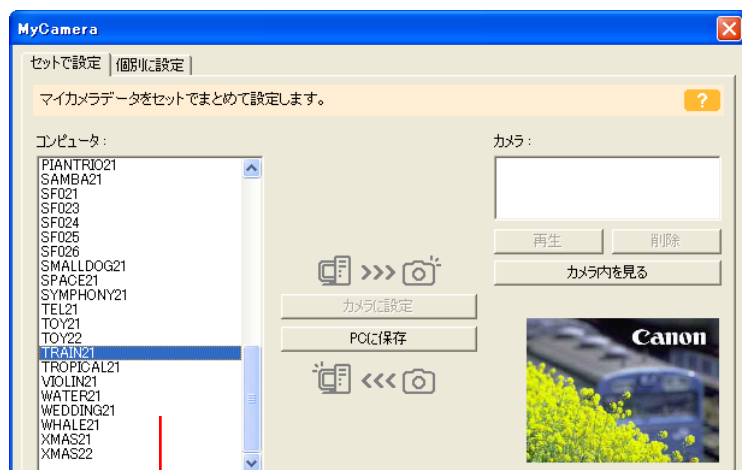 MyCamera
セットで設定 個別に設定
マイカメラデータをセットでまとめて設定します。 ?
コンピュータ：
PIANTRIO21
SAMBA21
SF021
SF023
SF024
SF025
SF026
SMALLDOG21
SPACE21
SYMPHONY21
TEL21
TOY21
TOY22
TRAIN21
TROPICAL21
VIOLIN21
WATER21
WEDDING21
WHALE21
XMAS21
XMAS22
>>>
カメラに設定
PCに保存
<<<
カメラ：
再生 削除
カメラ内を見る
Canon